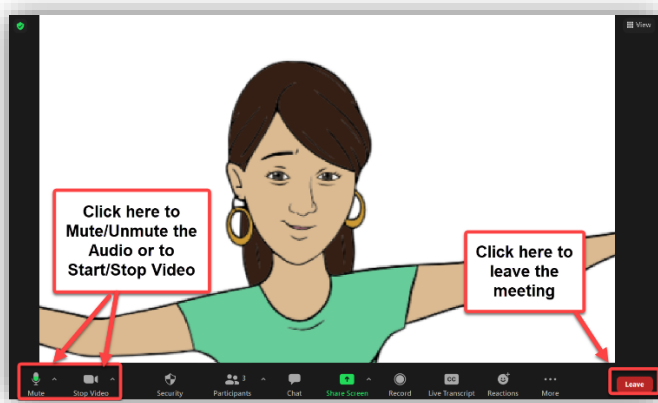 View
Click here to
Mute/Unmute the
Audio or to
Start/Stop Video
Click here to
leave the
meeting
Mute
Stop Video
Security
Participants
3
Chat
Share Screen
Record
CC
Live Transcript
Reactions
More
Leave